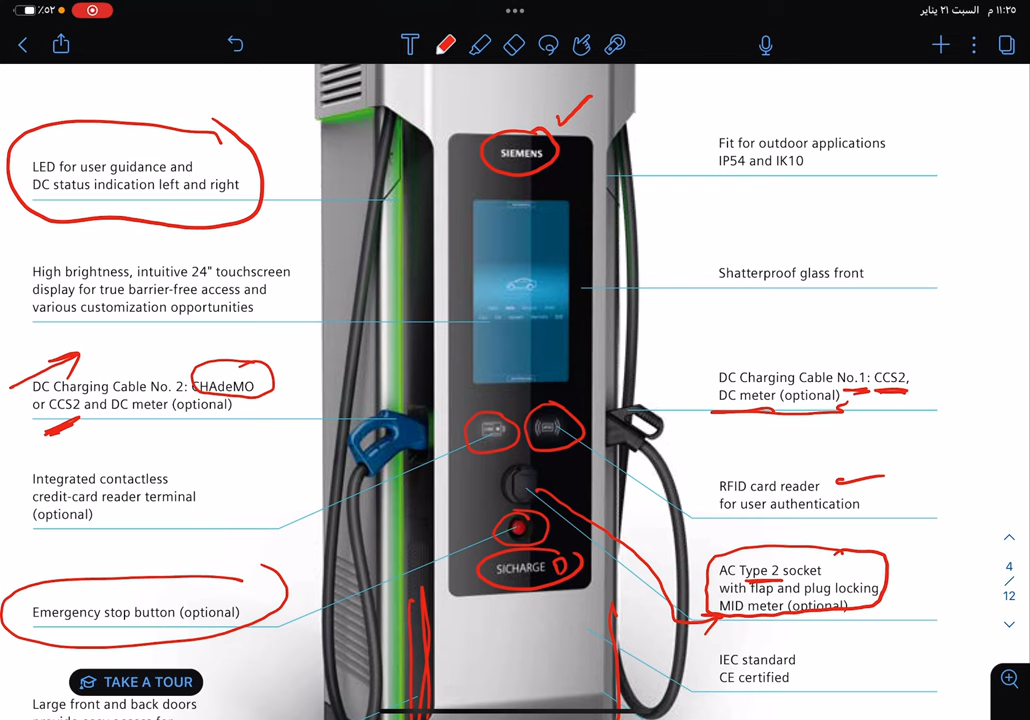 ٪٥٢
السبت ٢١ يناير
١١:٢٥ م
LED for user guidance and
DC status indication left and right
High brightness, intuitive 24" touchscreen
display for true barrier-free access and
various customization opportunities
DC Charging Cable No. 2: CHAdeMO
or CCS2 and DC meter (optional)
Integrated contactless
credit-card reader terminal
(optional)
Emergency stop button (optional)
TAKE A TOUR
Large front and back doors
provide easy access for
SIEMENS
SICHARGE D
Fit for outdoor applications
IP54 and IK10
Shatterproof glass front
DC Charging Cable No.1: CCS2,
DC meter (optional)
RFID card reader
for user authentication
AC Type 2 socket
with flap and plug locking
MID meter (optional)
IEC standard
CE certified
4
/
12